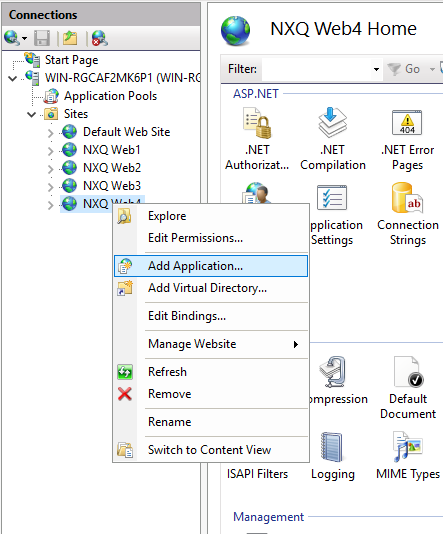 Connections
Start Page
WIN-RGCAF2MK6P1 (WIN-RG
Application Pools
Sites
Default Web Site
NXQ Web1
NXQ Web2
NXQ Web3
NXQ Web4
Explore
Edit Permissions...
Add Application...
Add Virtual Directory...
Edit Bindings...
Manage Website
Refresh
Remove
Rename
Switch to Content View
NXQ Web4 Home
Filter:
Go
ASP.NET
.NET
Authorizat...
.NET
Compilation
404
.NET Error
Pages
pplication
Settings
ab
Connection
Strings
ompression
Default
Document
ISAPI Filters
Logging
MIME Types
Management